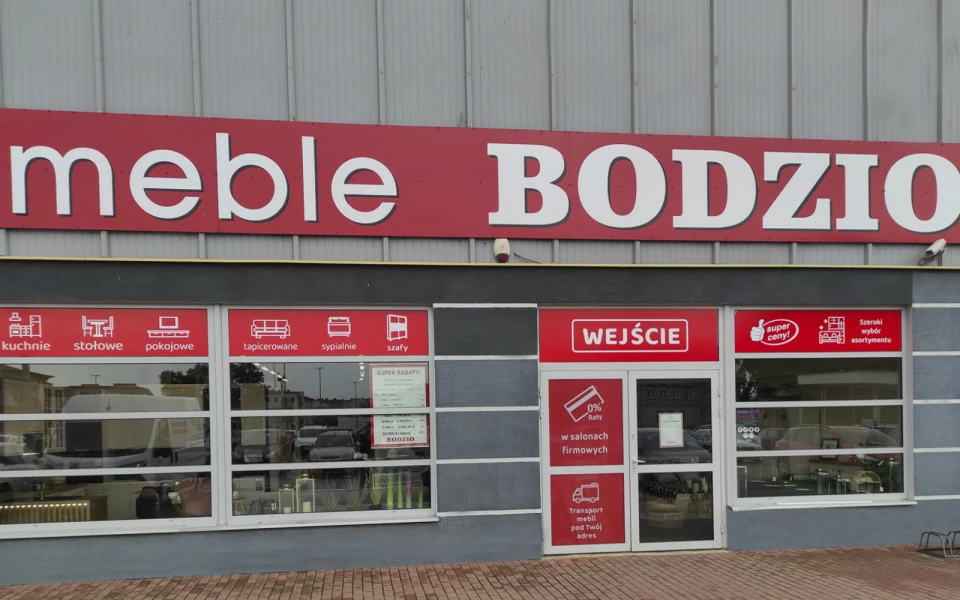 meble BODZIO
kuchnie stołowe pokojowe
tapicerowane sypialnie szafy
WEJŚCIE
super
ceny!
Szeroki
wybór
asortymentu
SUPER RABATY!
BODZIO
0%
Raty
w salonach
firmowych
Transport
mebli
pod Twój
adres